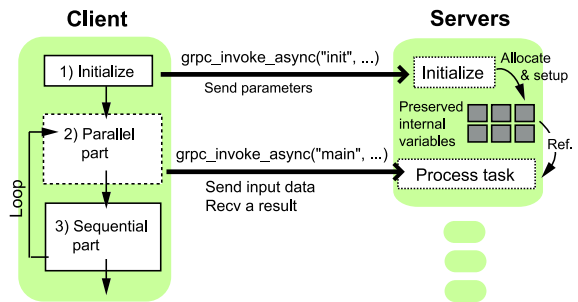 Client
Servers
1) Initialize
grpc_invoke_async("init", ...)
Send parameters
Initialize
Allocate
& setup
Preserved
internal
variables
Ref.
2) Parallel
part
grpc_invoke_async("main", ...)
Send input data
Recv a result
Process task
Loop
3) Sequential
part